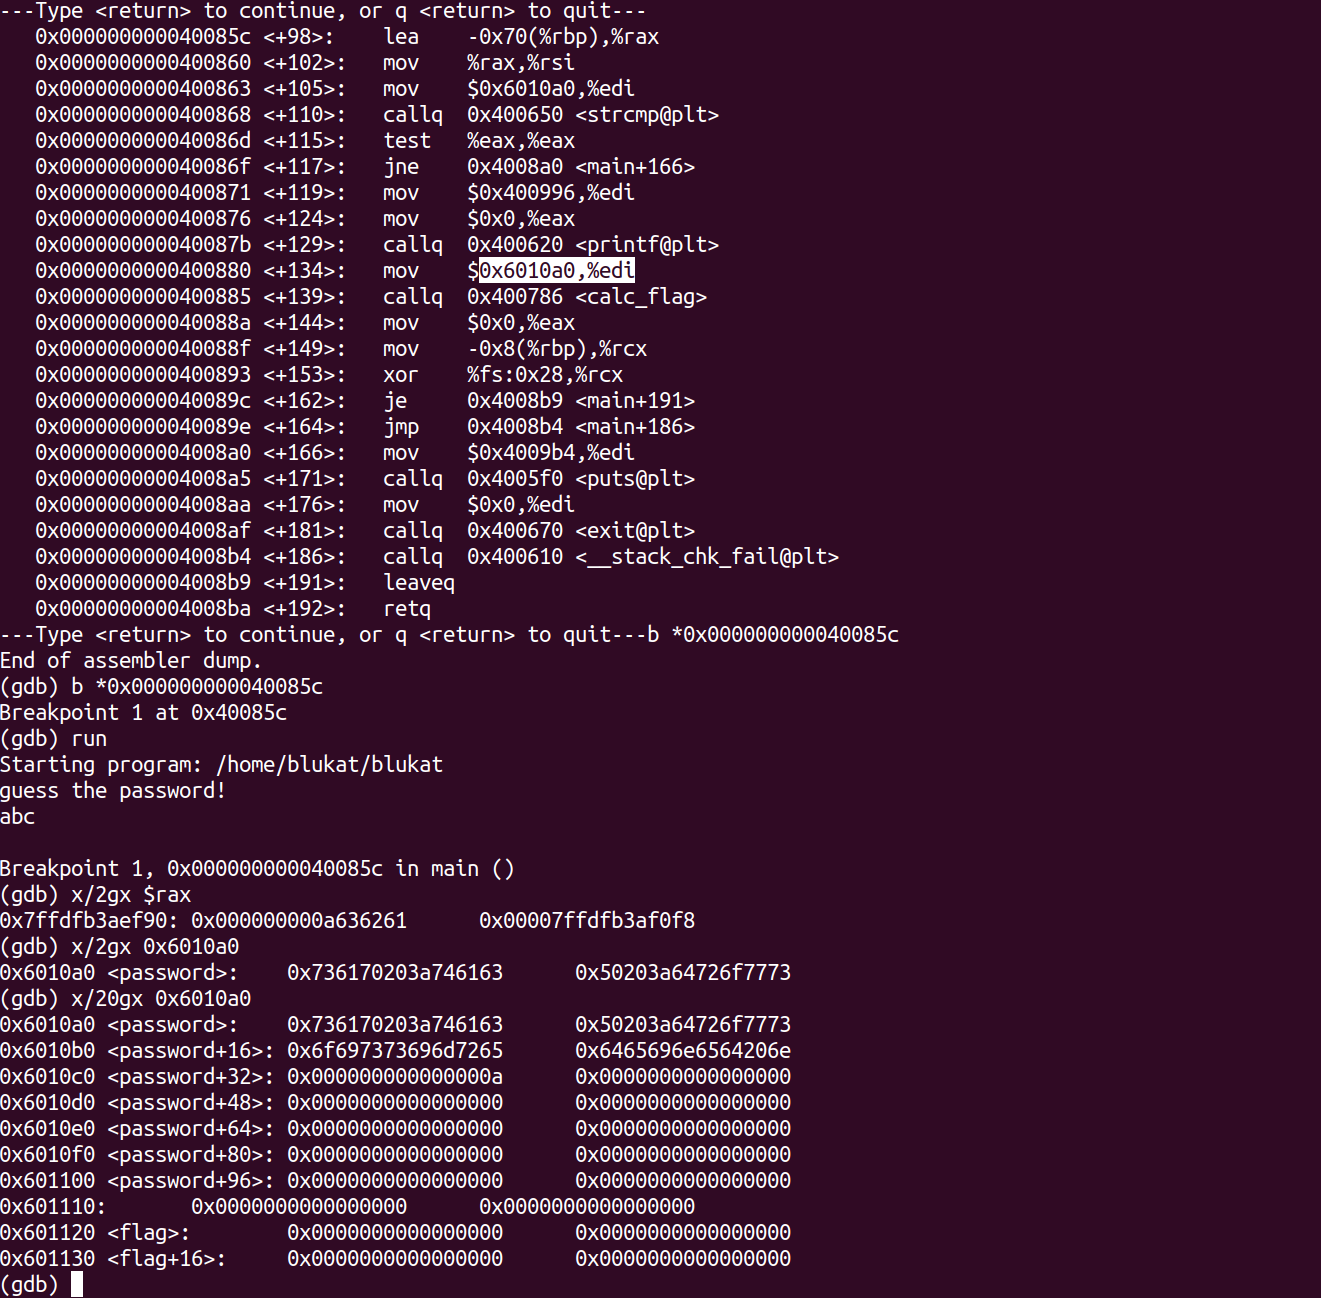 ---Type <return> to continue, or q <return> to quit---
   0x000000000040085c <+98>:    lea    -0x70(%rbp),%rax
   0x0000000000400860 <+102>:   mov    %rax,%rsi
   0x0000000000400863 <+105>:   mov    $0x6010a0,%edi
   0x0000000000400868 <+110>:   callq  0x400650 <strcmp@plt>
   0x000000000040086d <+115>:   test   %eax,%eax
   0x000000000040086f <+117>:   jne    0x4008a0 <main+166>
   0x0000000000400871 <+119>:   mov    $0x400996,%edi
   0x0000000000400876 <+124>:   mov    $0x0,%eax
   0x000000000040087b <+129>:   callq  0x400620 <printf@plt>
   0x0000000000400880 <+134>:   mov    $0x6010a0,%edi
   0x0000000000400885 <+139>:   callq  0x400786 <calc_flag>
   0x000000000040088a <+144>:   mov    $0x0,%eax
   0x000000000040088f <+149>:   mov    -0x8(%rbp),%rcx
   0x0000000000400893 <+153>:   xor    %fs:0x28,%rcx
   0x000000000040089c <+162>:   je     0x4008b9 <main+191>
   0x000000000040089e <+164>:   jmp    0x4008b4 <main+186>
   0x00000000004008a0 <+166>:   mov    $0x4009b4,%edi
   0x00000000004008a5 <+171>:   callq  0x4005f0 <puts@plt>
   0x00000000004008aa <+176>:   mov    $0x0,%edi
   0x00000000004008af <+181>:   callq  0x400670 <exit@plt>
   0x00000000004008b4 <+186>:   callq  0x400610 <__stack_chk_fail@plt>
   0x00000000004008b9 <+191>:   leaveq
   0x00000000004008ba <+192>:   retq
---Type <return> to continue, or q <return> to quit---b *0x000000000040085c
End of assembler dump.
(gdb) b *0x000000000040085c
Breakpoint 1 at 0x40085c
(gdb) run
Starting program: /home/blukat/blukat
guess the password!
abc

Breakpoint 1, 0x000000000040085c in main ()
(gdb) x/2gx $rax
0x7ffdfb3aef90: 0x000000000a636261      0x00007ffdfb3af0f8
(gdb) x/2gx 0x6010a0
0x6010a0 <password>:    0x736170203a746163      0x50203a64726f7773
(gdb) x/20gx 0x6010a0
0x6010a0 <password>:    0x736170203a746163      0x50203a64726f7773
0x6010b0 <password+16>: 0x6f697373696d7265      0x6465696e6564206e
0x6010c0 <password+32>: 0x000000000000000a      0x0000000000000000
0x6010d0 <password+48>: 0x0000000000000000      0x0000000000000000
0x6010e0 <password+64>: 0x0000000000000000      0x0000000000000000
0x6010f0 <password+80>: 0x0000000000000000      0x0000000000000000
0x601100 <password+96>: 0x0000000000000000      0x0000000000000000
0x601110:       0x0000000000000000      0x0000000000000000
0x601120 <flag>:        0x0000000000000000      0x0000000000000000
0x601130 <flag+16>:     0x0000000000000000      0x0000000000000000
(gdb)